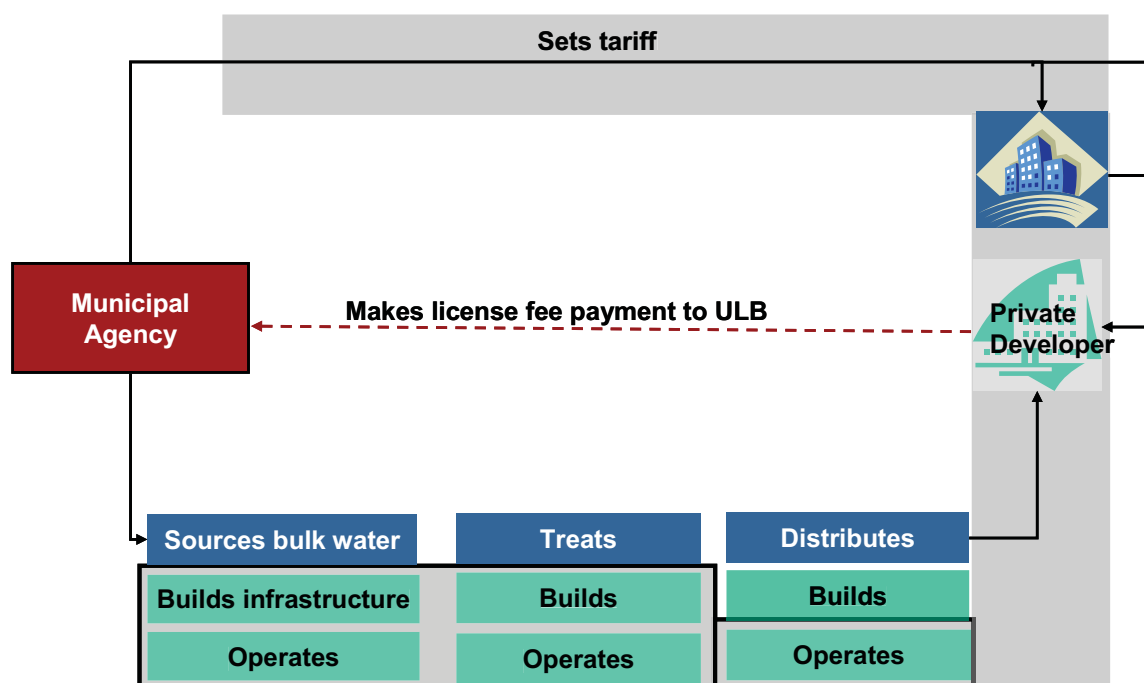 Sets tariff
Municipal
Agency
Makes license fee payment to ULB
Private
Developer
Sources bulk water
Treats
Distributes
Builds infrastructure
Builds
Builds
Operates
Operates
Operates